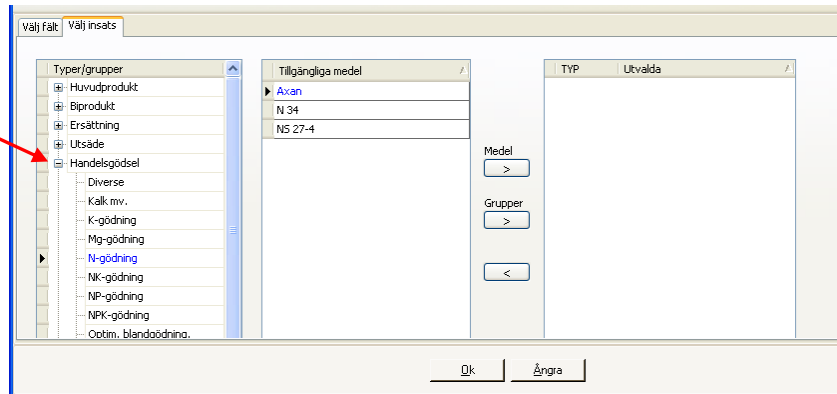 Välj fält Välj insats
Typer/grupper
Huvudprodukt
Biprodukt
Ersättning
Utsäde
Handelsgödsel
Diverse
Kalk mv.
K-gödning
Mg-gödning
N-gödning
NK-gödning
NP-gödning
NPK-gödning
Optim. blandgödning.
Tillgängliga medel
Axan
N 34
NS 27-4
Medel
>
Grupper
>
<
TYP Utvalda
Ok Ångra